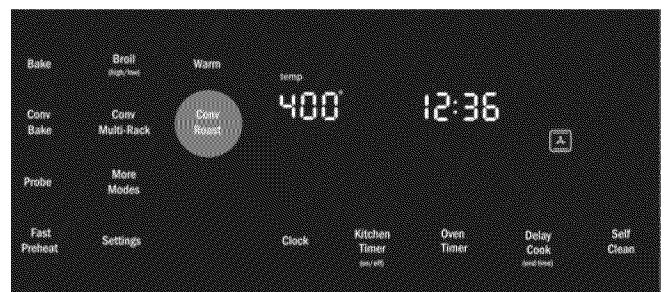 Bake
Broil
(high/low)
Warm
temp
400°
12:36
Conv
Bake
Conv
Multi-Rack
Conv
Roast
Probe
More
Modes
Fast
Preheat
Settings
Clock
Kitchen
Timer
(on/off)
Oven
Timer
Delay
Cook
(end time)
Self
Clean